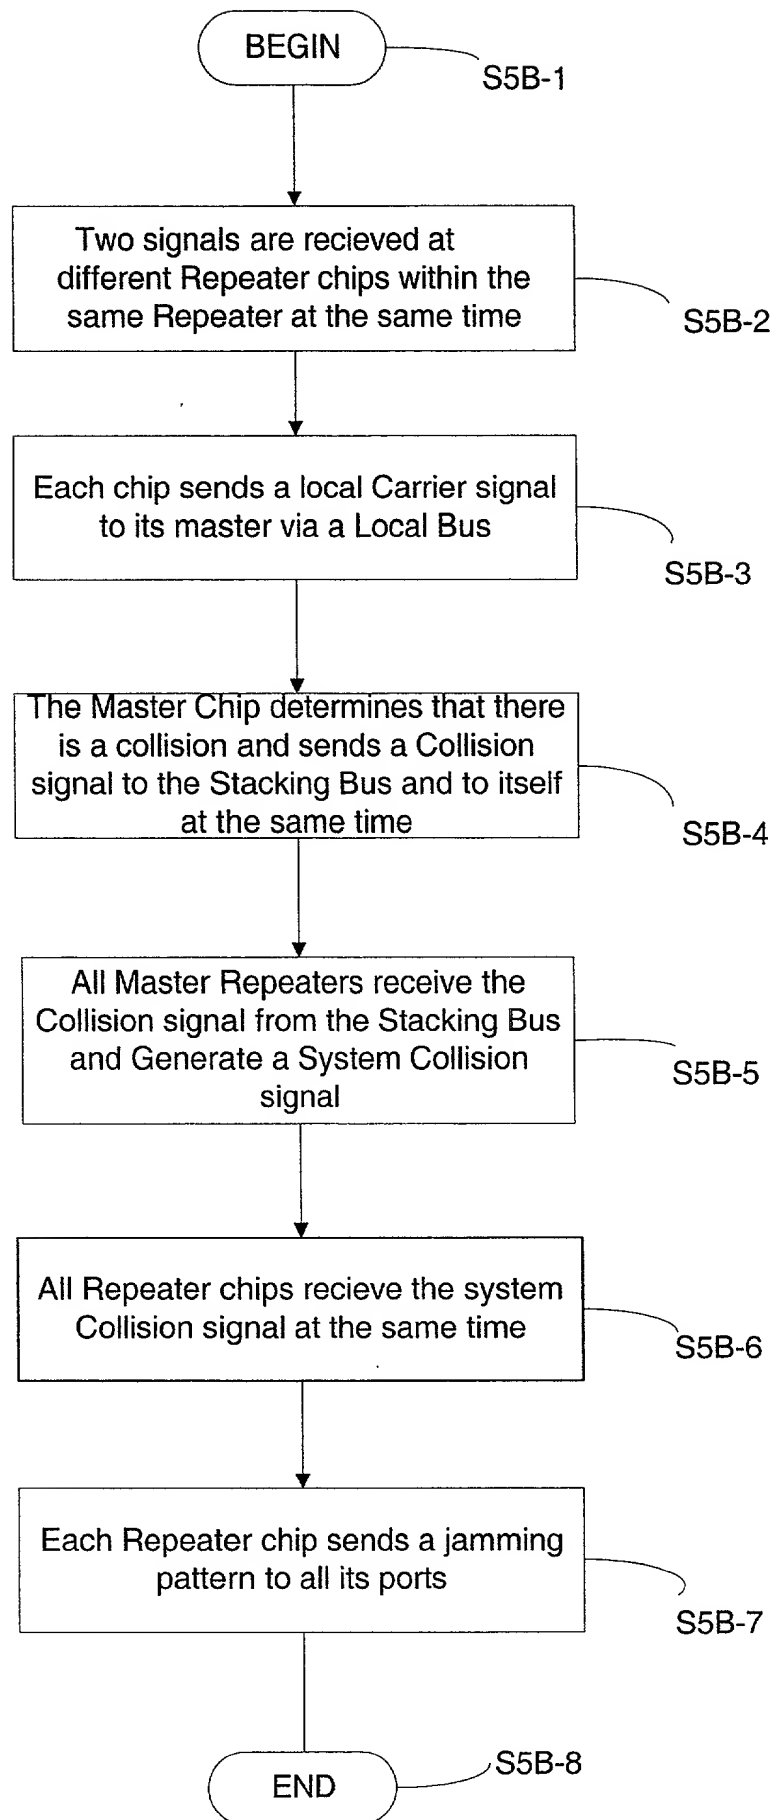 BEGIN
S5B-1
Two signals are recieved at
different Repeater chips within the
same Repeater at the same time
S5B-2
Each chip sends a local Carrier signal
to its master via a Local Bus
S5B-3
The Master Chip determines that there
is a collision and sends a Collision
signal to the Stacking Bus and to itself
at the same time
S5B-4
All Master Repeaters receive the
Collision signal from the Stacking Bus
and Generate a System Collision
signal
S5B-5
All Repeater chips recieve the system
Collision signal at the same time
S5B-6
Each Repeater chip sends a jamming
pattern to all its ports
S5B-7
END
S5B-8